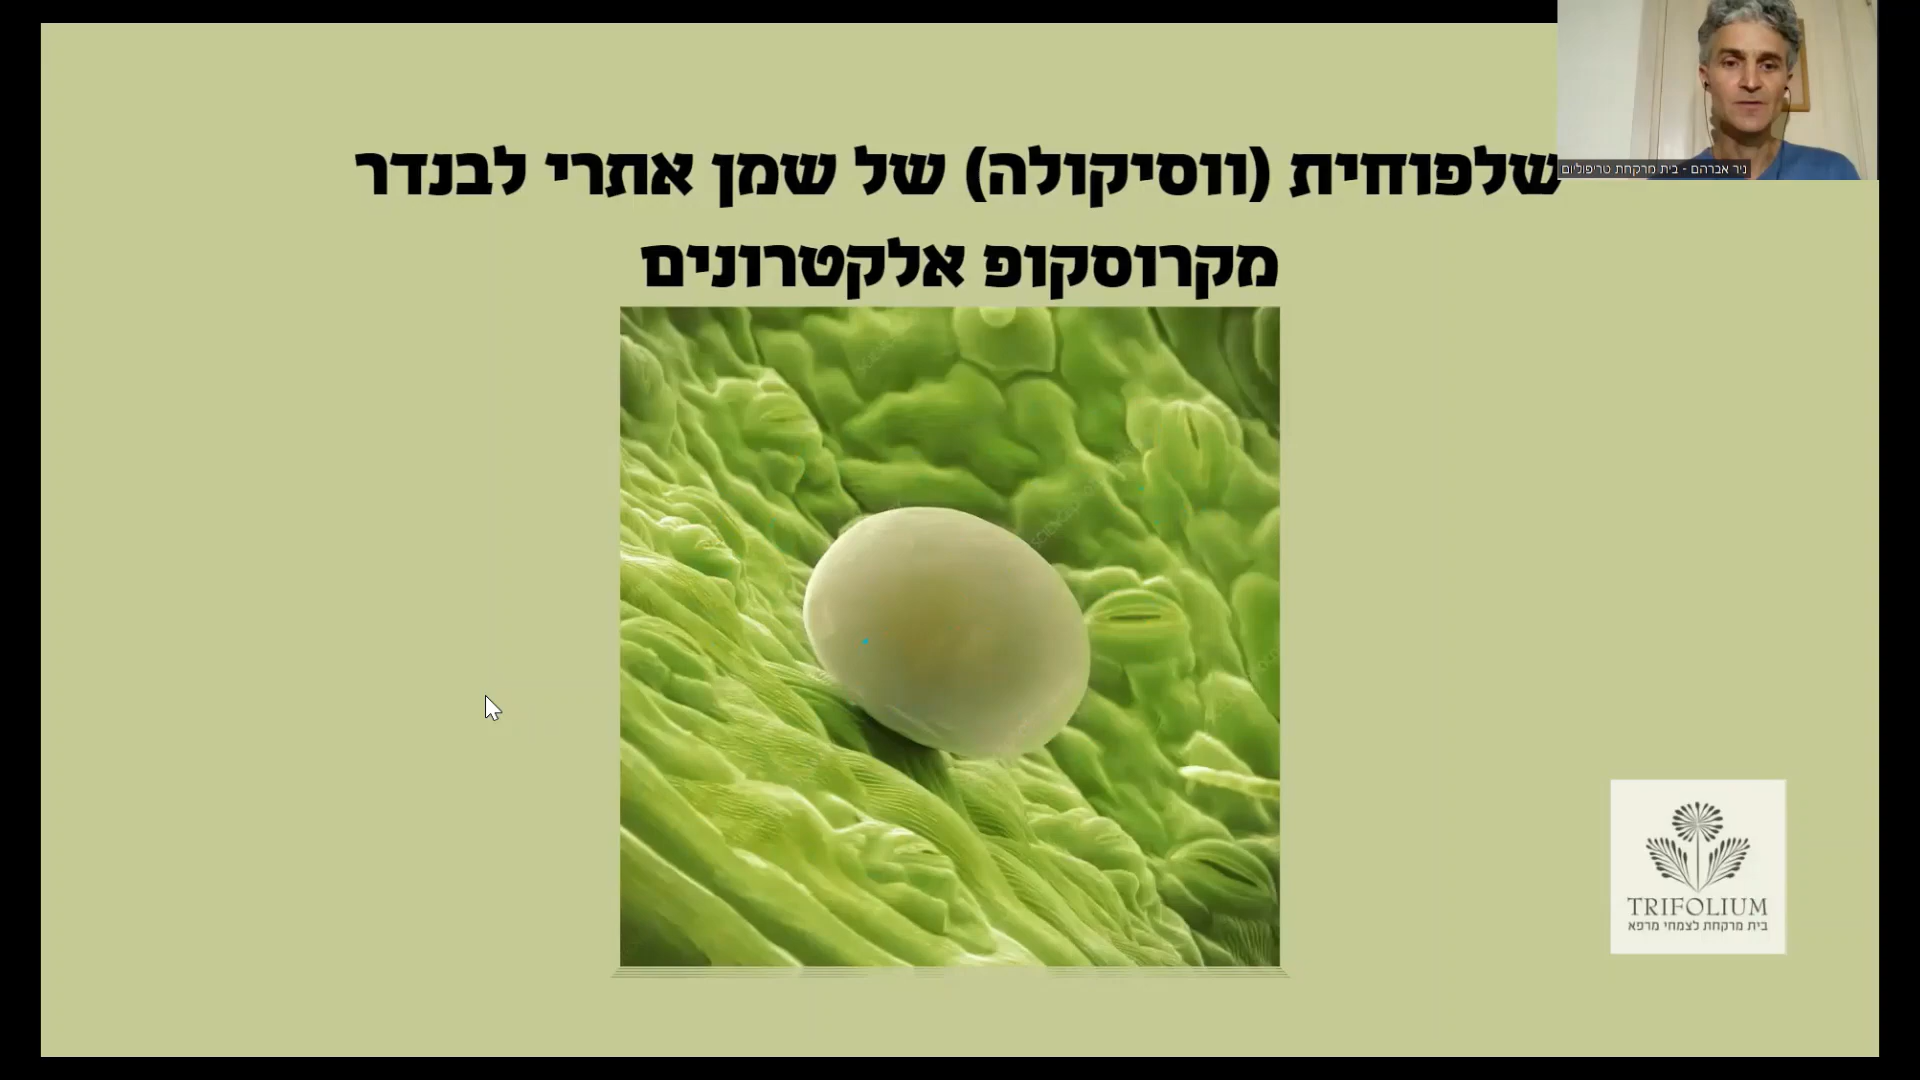 שלפוחית (ווסיקולה) של שמן אתרי לבנדר
מקרוסקופ אלקטרונים
ניר אברהם - בית מרקחת טריפוליום
TRIFOLIUM
בית מרקחת לצמחי מרפא